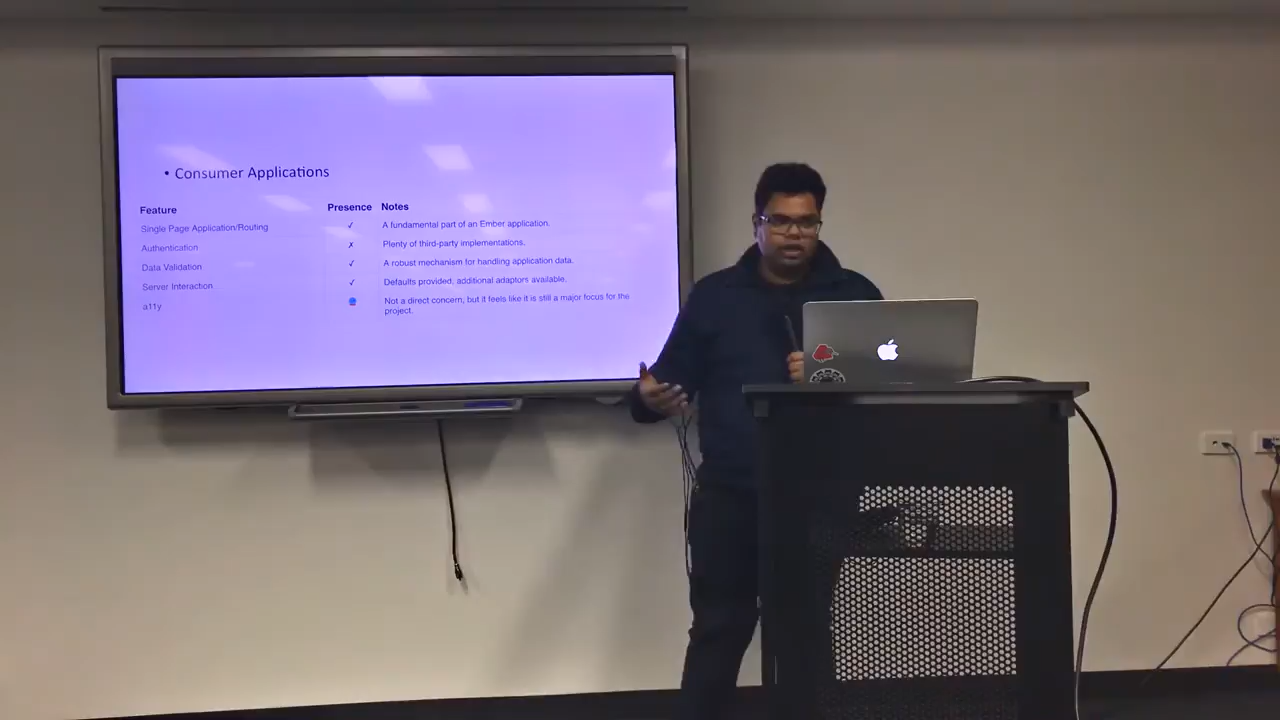 • Consumer Applications
Feature Presence Notes
Single Page Application/Routing ✓ A fundamental part of an Ember application.
Authentication ✗ Plenty of third-party implementations.
Data Validation ✓ A robust mechanism for handling application data.
Server Interaction ✓ Defaults provided, additional adaptors available.
a11y Not a direct concern, but it feels like it is still a major focus for the
project.